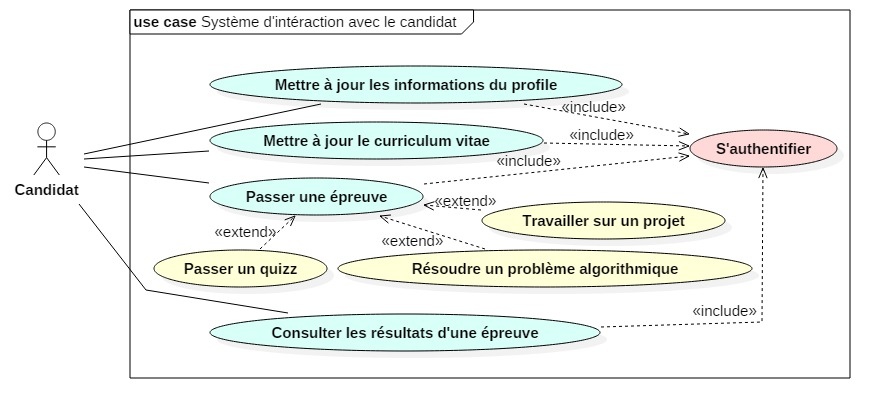 use case Système d'intéraction avec le candidat
Mettre à jour les informations du profile
«include»
Mettre à jour le curriculum vitae
«include»
S'authentifier
«include»
Candidat
Passer une épreuve
«extend»
Travailler sur un projet
«extend»
«extend»
Passer un quizz
Résoudre un problème algorithmique
«include»
Consulter les résultats d'une épreuve